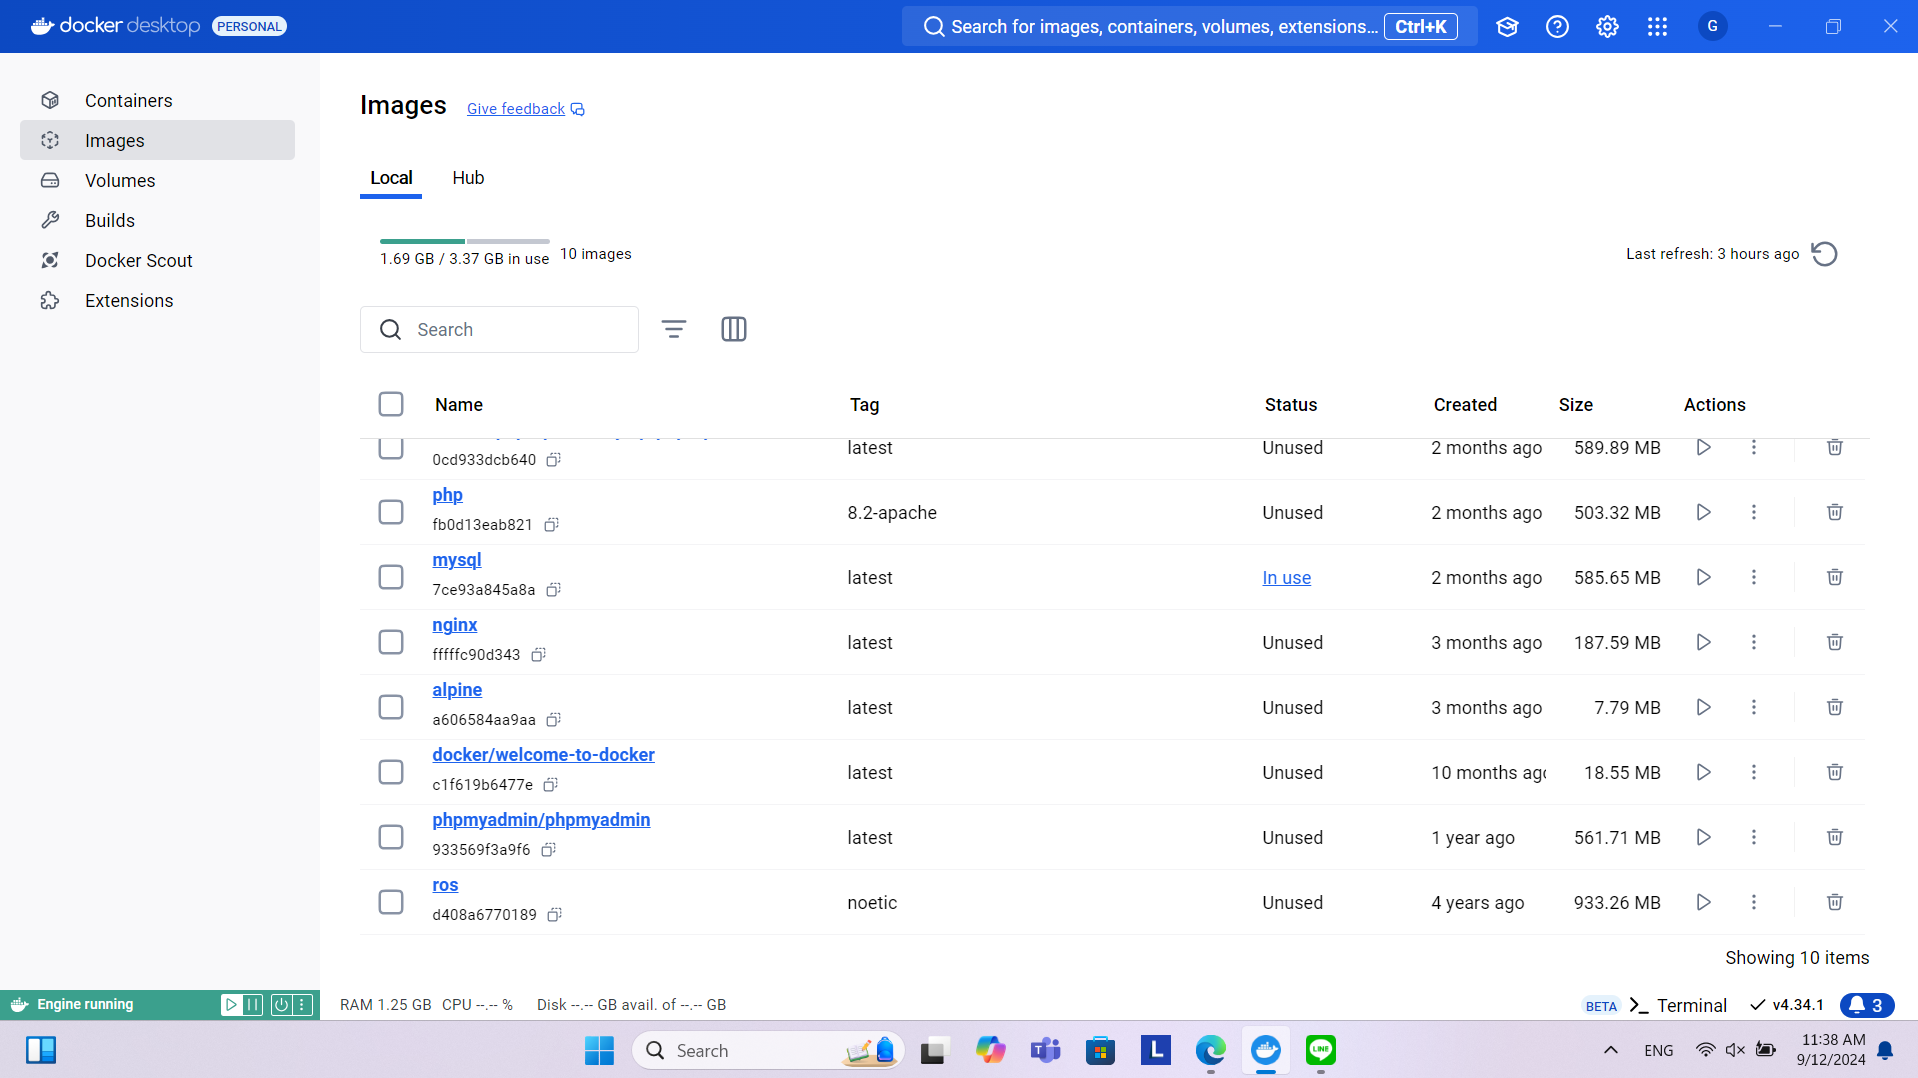 docker desktop PERSONAL
Search for images, containers, volumes, extensions... Ctrl+K
G
Containers
Images
Volumes
Builds
Docker Scout
Extensions
Images Give feedback
Local Hub
1.69 GB / 3.37 GB in use 10 images
Last refresh: 3 hours ago
Search
Name Tag Status Created Size Actions
latest Unused 2 months ago 589.89 MB
0cd933dcb640
php
fb0d13eab821
8.2-apache Unused 2 months ago 503.32 MB
mysql
7ce93a845a8a
latest In use 2 months ago 585.65 MB
nginx
fffffc90d343
latest Unused 3 months ago 187.59 MB
alpine
a606584aa9aa
latest Unused 3 months ago 7.79 MB
docker/welcome-to-docker
c1f619b6477e
latest Unused 10 months ago 18.55 MB
phpmyadmin/phpmyadmin
933569f3a9f6
latest Unused 1 year ago 561.71 MB
ros
d408a6770189
noetic Unused 4 years ago 933.26 MB
Showing 10 items
Engine running
RAM 1.25 GB CPU --.-- % Disk --.-- GB avail. of --.-- GB
BETA Terminal v4.34.1 3
Search
L
LINE
ENG
11:38 AM
9/12/2024